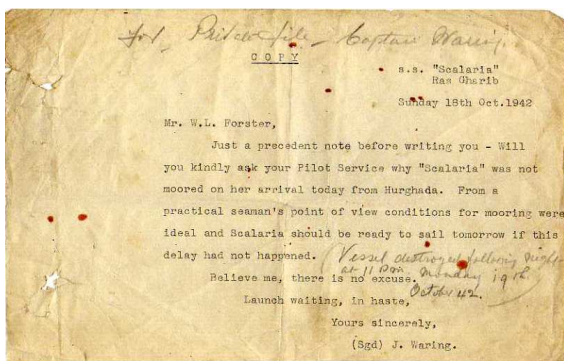 for Private file - Captain Waring.
COPY
s.s. "Scalaria"
Ras Gharib
Sunday 18th Oct.1942
Mr. W.L. Forster,
Just a precedent note before writing you - Will
you kindly ask your Pilot Service why "Scalaria" was not
moored on her arrival today from Hurghada. From a
practical seaman's point of view conditions for mooring were
ideal and Scalaria should be ready to sail tomorrow if this
delay had not happened. Vessel destroyed following night
at 11 p.m. Monday 19th
Believe me, there is no excuse. October 42.
Launch waiting, in haste,
Yours sincerely,
(Sgd) J. Waring.